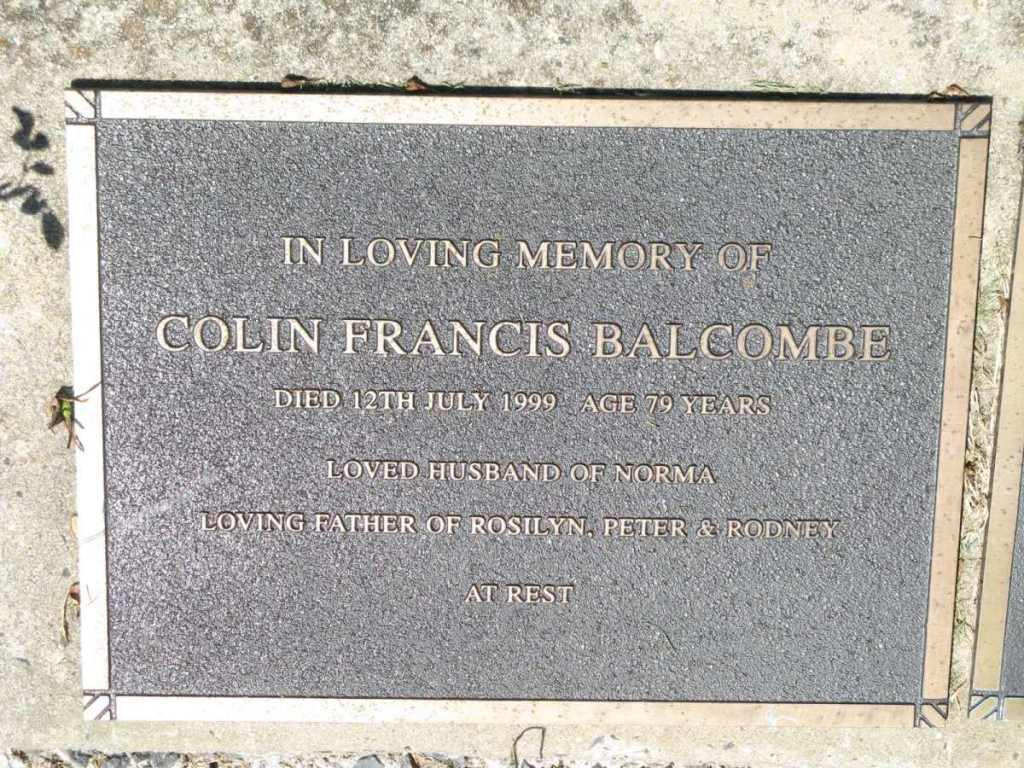 IN LOVING MEMORY OF
COLIN FRANCIS BALCOMBE
DIED 12TH JULY 1999 AGE 79 YEARS
LOVED HUSBAND OF NORMA
LOVING FATHER OF ROSILYN, PETER & RODNEY
AT REST